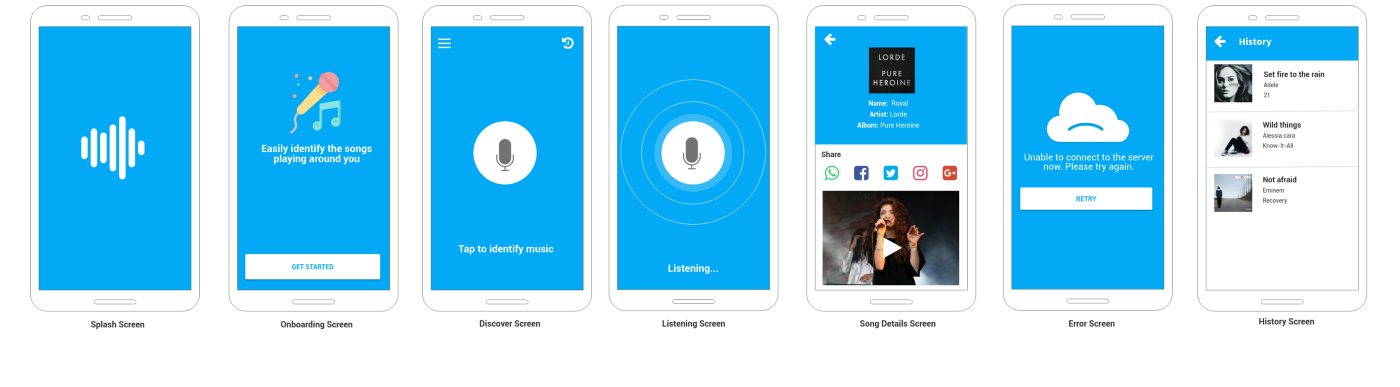 Splash Screen
Easily identify the songs
playing around you
GET STARTED
Onboarding Screen
Tap to identify music
Discover Screen
Listening...
Listening Screen
LORDE
PURE
HEROINE
Name: Royal
Artist: Lorde
Album: Pure Heroine
Share
G+
Song Details Screen
Unable to connect to the server
now. Please try again.
RETRY
Error Screen
History
Set fire to the rain
Adele
21
Wild things
Alessia cara
Know-It-All
Not afraid
Eminem
Recovery
History Screen